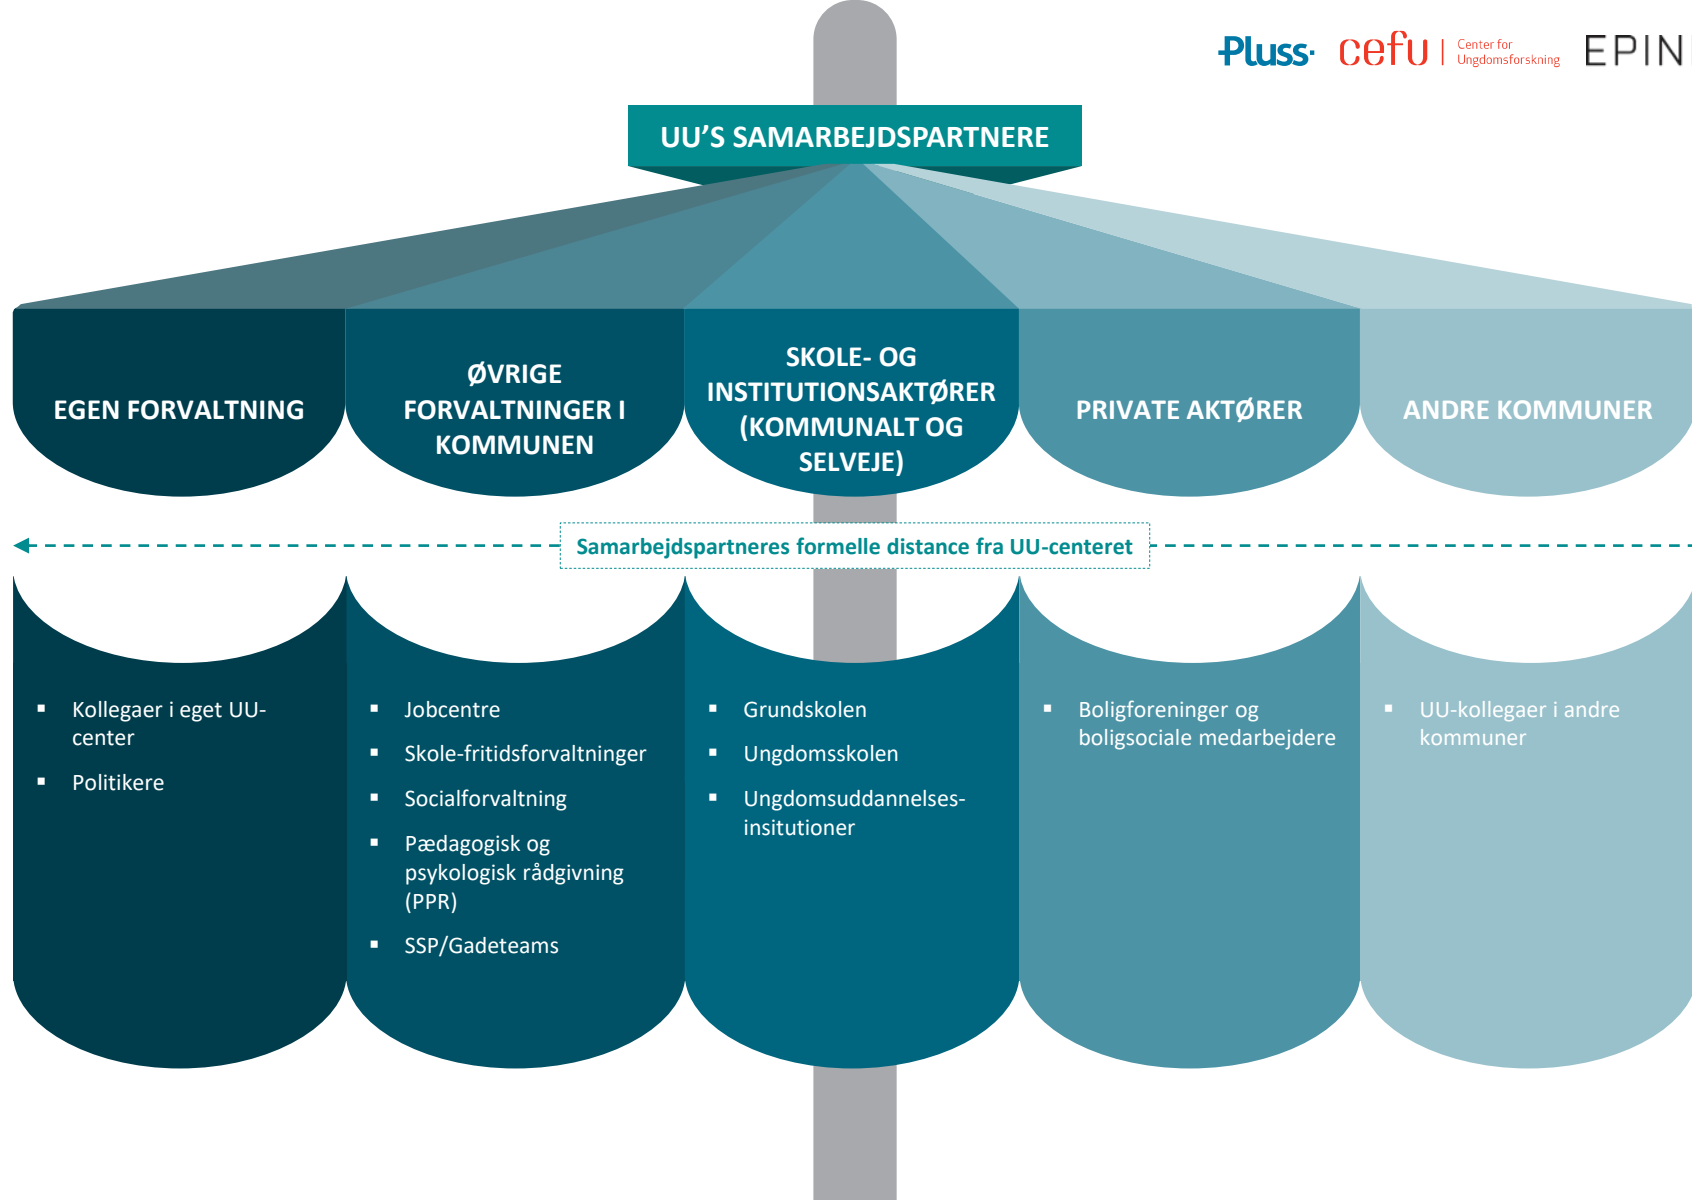 Pluss
cefu
Center for
Ungdomsforskning
EPIN
UU'S SAMARBEJDSPARTNERE
EGEN FORVALTNING
ØVRIGE
FORVALTNINGER I
KOMMUNEN
SKOLE- OG
INSTITUTIONSAKTØRER
(KOMMUNALT OG
SELVEJE)
PRIVATE AKTØRER
ANDRE KOMMUNER
Samarbejdspartneres formelle distance fra UU-centeret
▪ Kollegaer i eget UU-
center
▪ Politikere
▪ Jobcentre
▪ Skole-fritidsforvaltninger
▪ Socialforvaltning
▪ Pædagogisk og
psykologisk rådgivning
(PPR)
▪ SSP/Gadeteams
▪ Grundskolen
▪ Ungdomsskolen
▪ Ungdomsuddannelses-
insitutioner
▪ Boligforeninger og
boligsociale medarbejdere
▪ UU-kollegaer i andre
kommuner